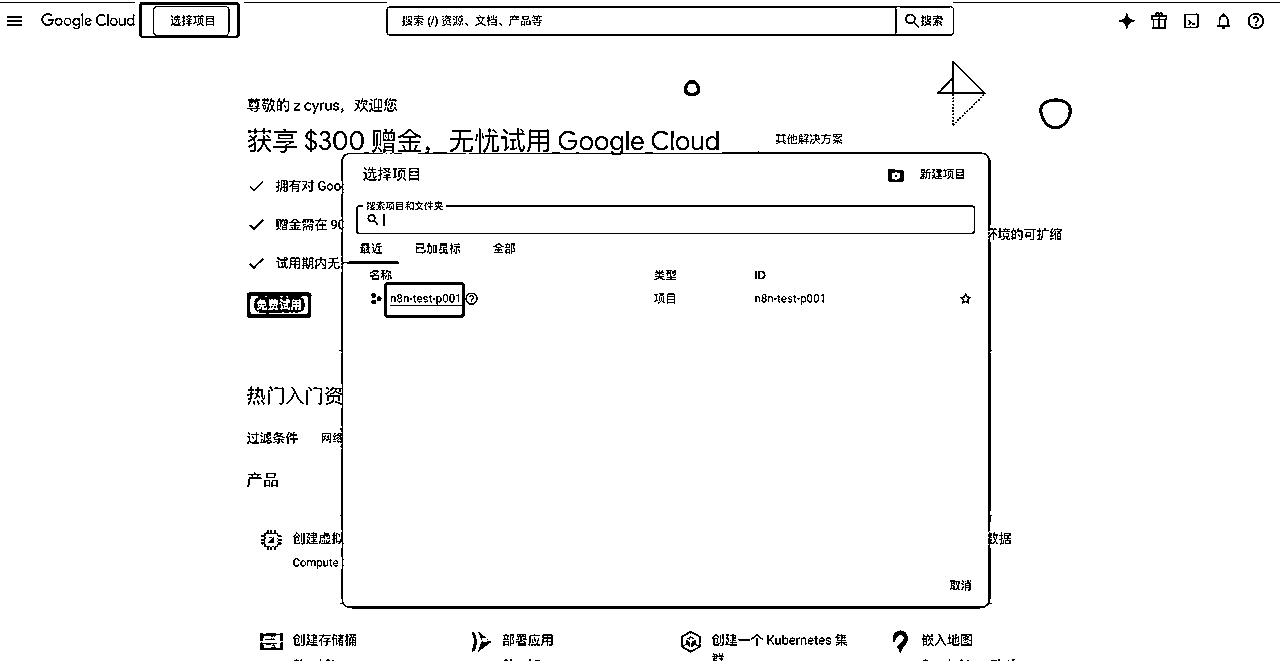 Google Cloud 选择项目 搜索 (/) 资源、文档、产品等 搜索
尊敬的 z cyrus，欢迎您
获享 $300 赠金，无忧试用 Google Cloud
其他解决方案
选择项目 新建项目
拥有对 Goo
搜索项目和文件夹
赠金需在 90
环境的可扩缩
最近 已加星标 全部
试用期内无
名称 类型 ID
n8n-test-p001 项目 n8n-test-p001
免费试用
热门入门资
过滤条件 网络
产品
创建虚拟
数据
Compute
取消
创建存储桶 部署应用 创建一个 Kubernetes 集群 嵌入地图